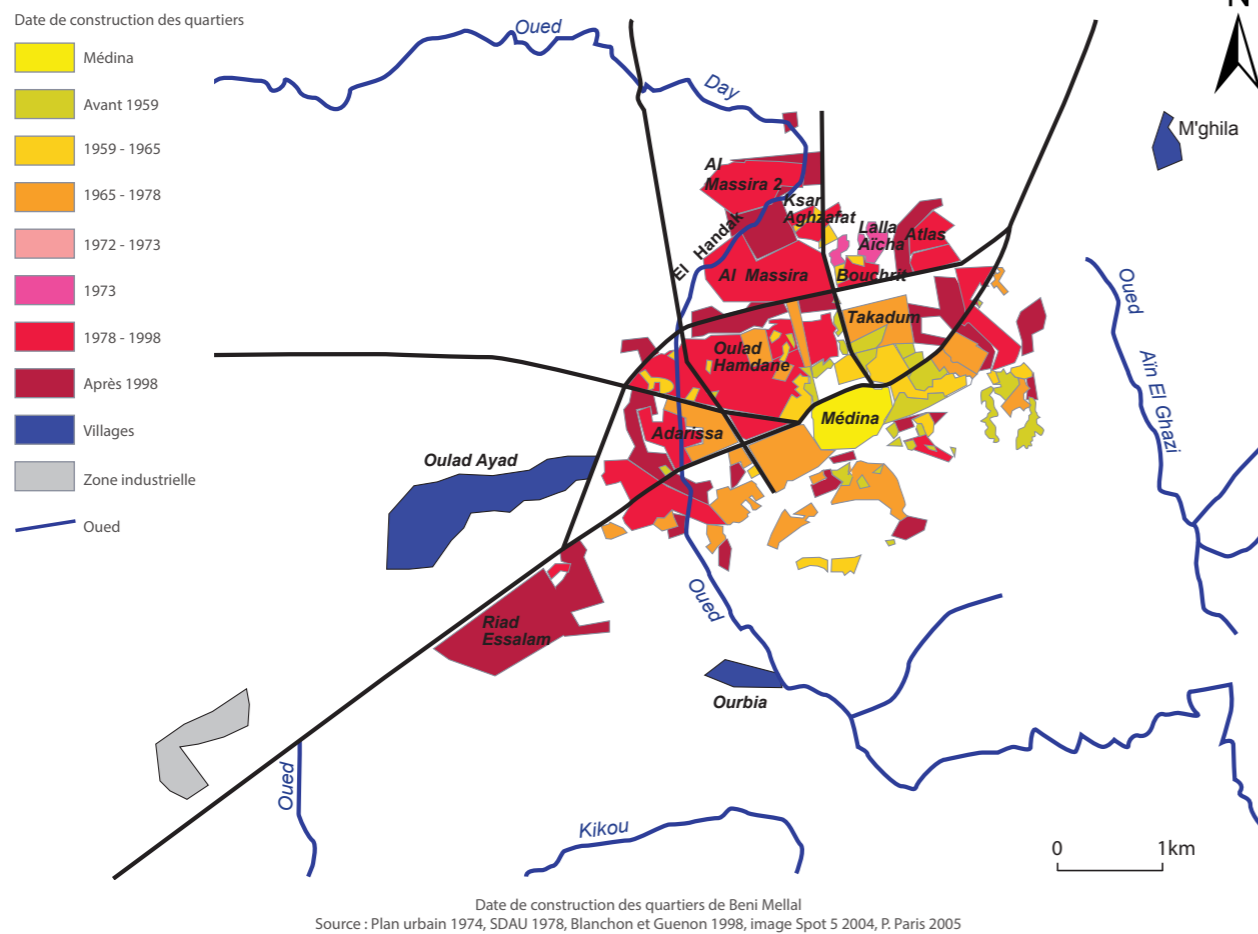 Date de construction des quartiers
Médina
Avant 1959
1959 - 1965
1965 - 1978
1972 - 1973
1973
1978 - 1998
Après 1998
Villages
Zone industrielle
Oued
N
Oued
Day
M'ghila
Al
Massira 2
Ksar
Aghzafat
Lalla
Aïcha
Atlas
El Handak
Al Massira
Bouchrit
Takadum
Oulad
Hamdane
Oued
Aïn El Ghazi
Médina
Adarissa
Oulad Ayad
Oued
Riad
Essalam
Ourbia
Oued
Kikou
0 1km
Date de construction des quartiers de Beni Mellal
Source : Plan urbain 1974, SDAU 1978, Blanchon et Guenon 1998, image Spot 5 2004, P. Paris 2005